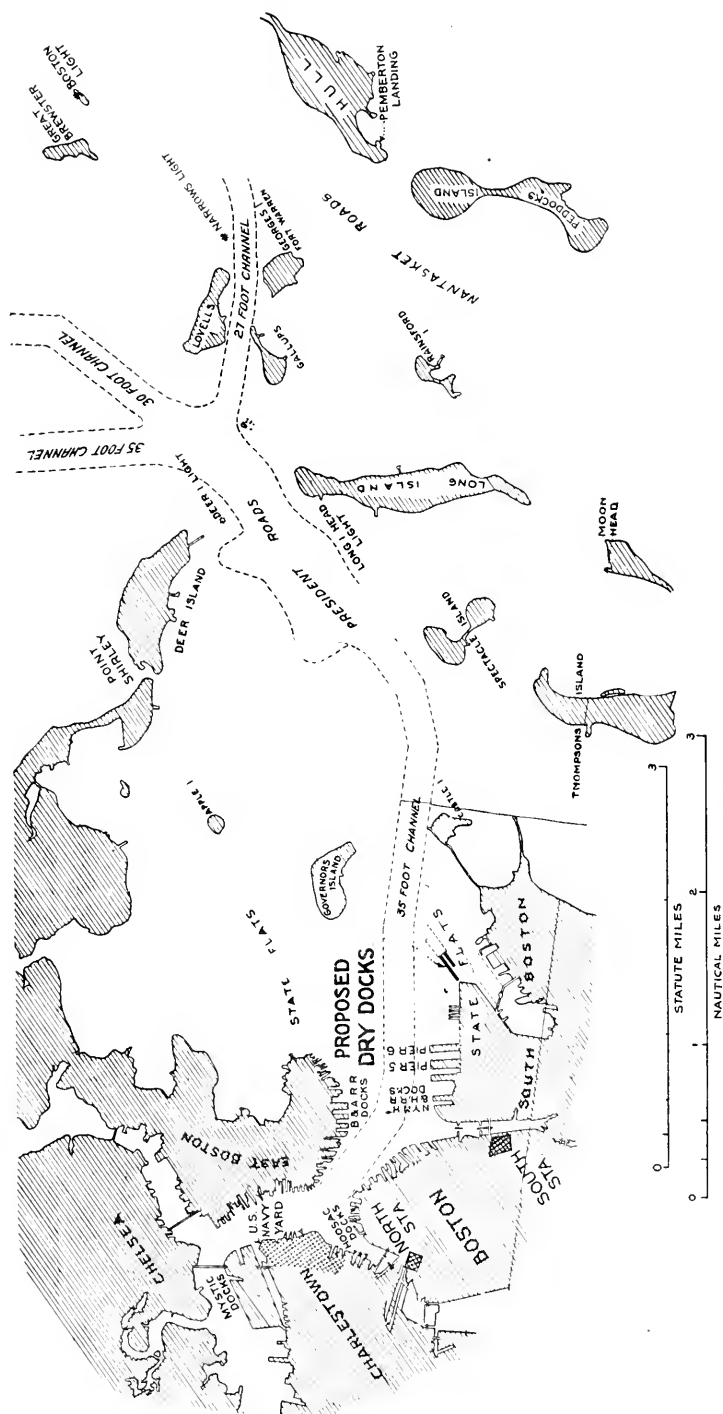 BOSTON
LIGHT
GREAT
BREWSTER
NARROWS LIGHT
HULL
PEMBERTON
LANDING
30 FOOT CHANNEL
35 FOOT CHANNEL
LOVELLS I
27 FOOT CHANNEL
GEORGES I
FORT WARREN
GALLUPS
NANTASKET
ROADS
PEDDOCKS
ISLAND
RAINSFORD
I
DEER I LIGHT
PRESIDENT
ROADS
LONG I HEAD
LIGHT
LONG
ISLAND
MOON
HEAD
POINT
SHIRLEY
DEER ISLAND
SPECTACLE ISLAND
THOMPSONS ISLAND
APPLE I
GOVERNORS
ISLAND
CASTLE I
35 FOOT CHANNEL
STATE FLATS
PROPOSED
DRY DOCKS
STATE FLATS
SOUTH BOSTON
PIER 6
PIER 5
N.Y.N.H.
& H.R.R.
DOCKS
B & A RR
DOCKS
EAST BOSTON
CHELSEA
U.S.
NAVY
YARD
MYSTIC
DOCKS
HOOSAC
DOCKS
CHARLESTOWN
NORTH
STA
BOSTON
SOUTH
STA
0 3
STATUTE MILES
0 1 2 3
NAUTICAL MILES